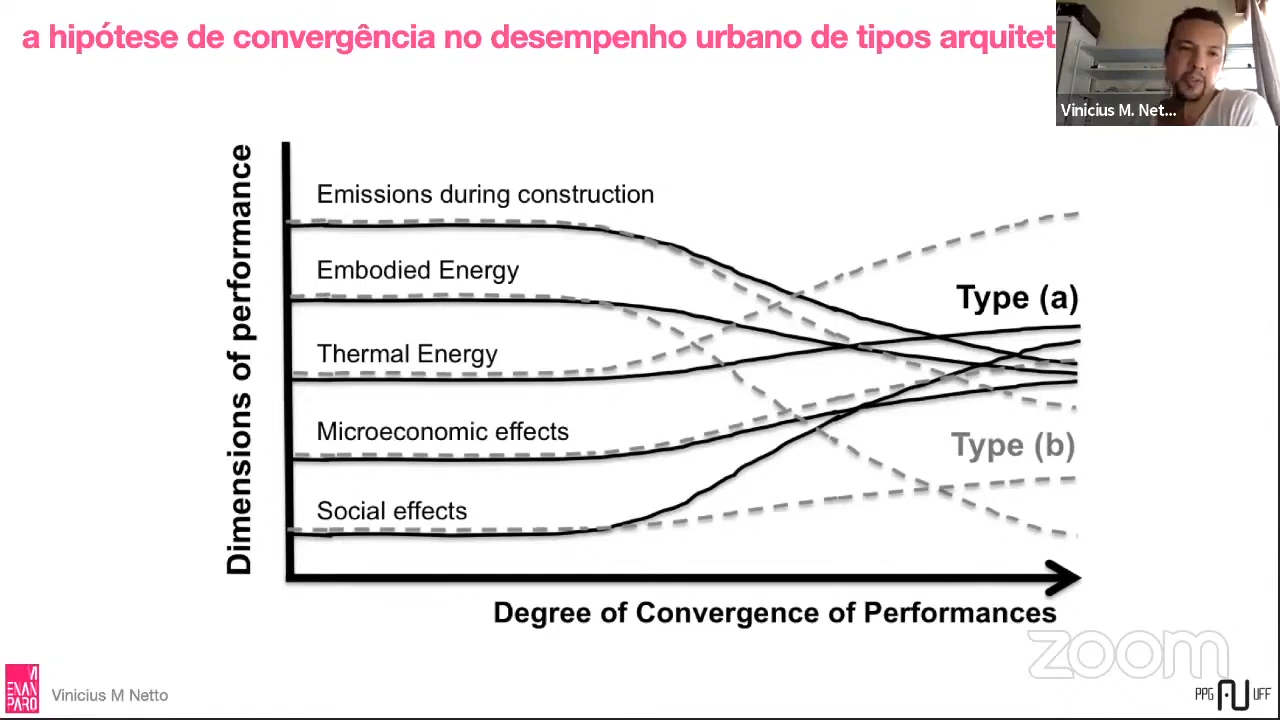 a hipótese de convergência no desempenho urbano de tipos arquitet
Vinicius M. Net...
Dimensions of performance
Emissions during construction
Embodied Energy
Thermal Energy
Microeconomic effects
Social effects
Type (a)
Type (b)
Degree of Convergence of Performances
zoom
Vinicius M Netto
PPG AU UFF